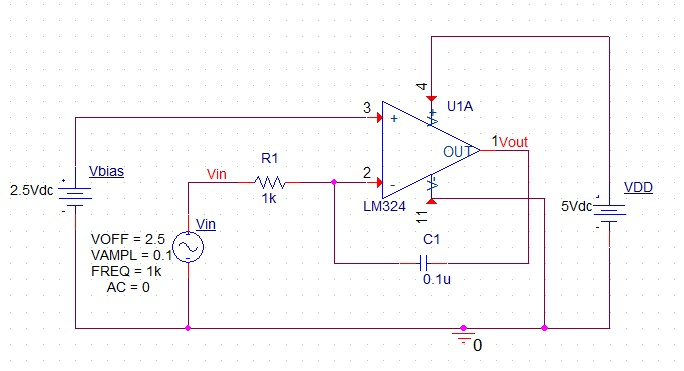 4
U1A
3
+
V+
OUT
1
Vout
2
-
V-
LM324
11
R1
1k
Vin
Vbias
2.5Vdc
+
-
Vin
VOFF = 2.5
VAMPL = 0.1
FREQ = 1k
AC = 0
C1
0.1u
VDD
5Vdc
+
-
0